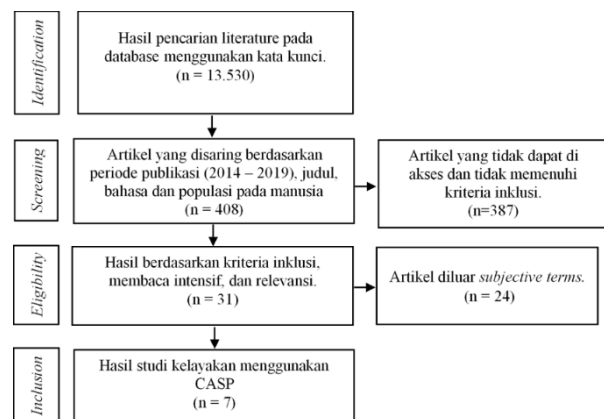 Identification
Hasil pencarian literature pada
database menggunakan kata kunci.
(n = 13.530)
Screening
Artikel yang disaring berdasarkan
periode publikasi (2014 – 2019), judul,
bahasa dan populasi pada manusia
(n = 408)
Artikel yang tidak dapat di
akses dan tidak memenuhi
kriteria inklusi.
(n=387)
Eligibility
Hasil berdasarkan kriteria inklusi,
membaca intensif, dan relevansi.
(n = 31)
Artikel diluar subjective terms.
(n = 24)
Inclusion
Hasil studi kelayakan menggunakan
CASP
(n = 7)